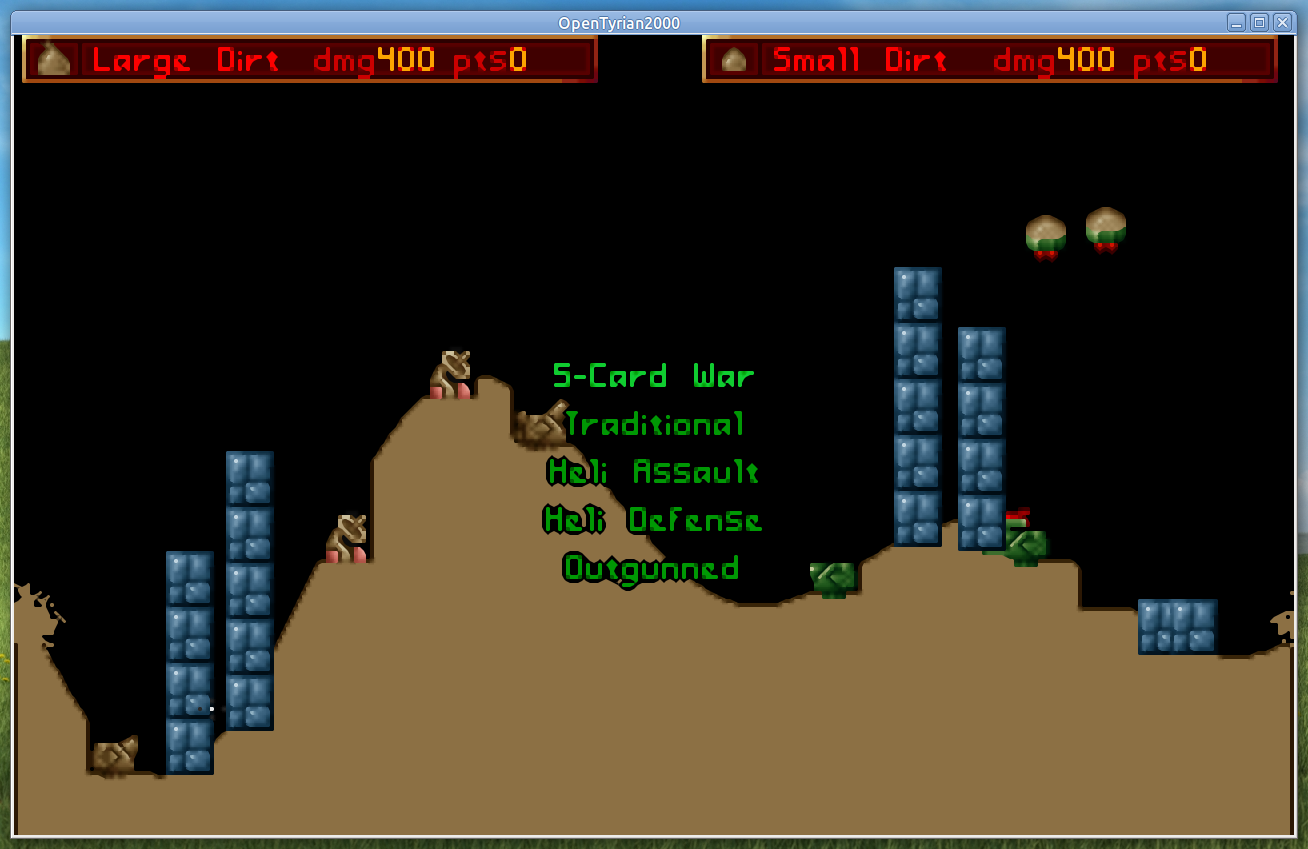 OpenTyrian2000
Large Dirt dmg400 pts0
Small Dirt dmg400 pts0
5-Card War
Traditional
Heli Assault
Heli Defense
Outgunned